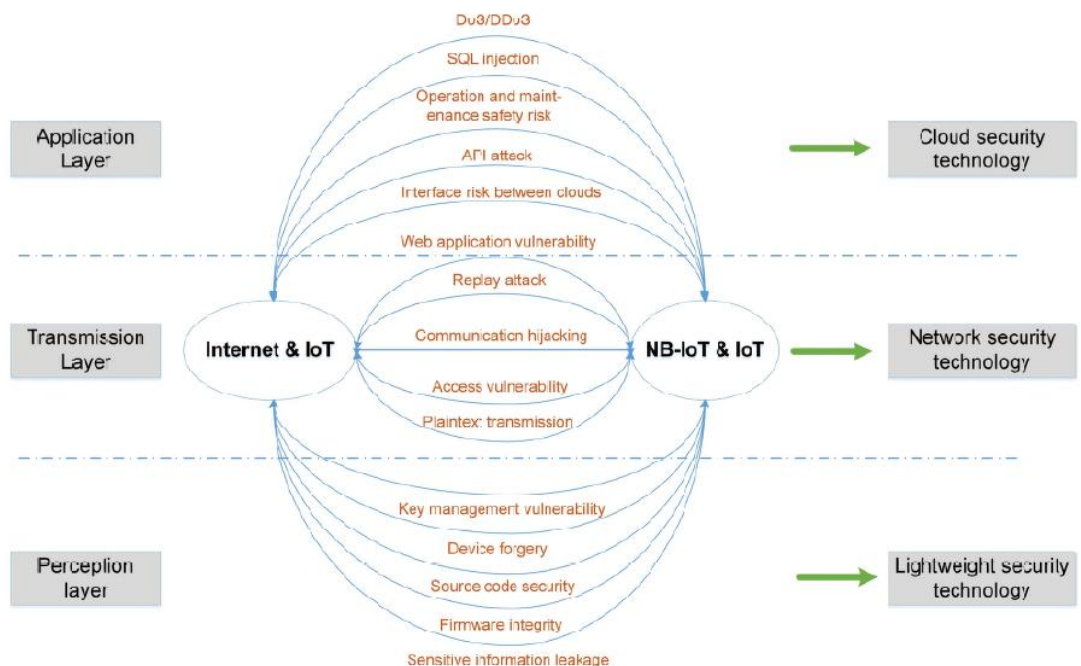 Do3/DDo3
SQL injection
Operation and maint-
enance safety risk
API attack
Interface risk between clouds
Web application vulnerability
Application
Layer
Cloud security
technology
Replay attack
Communication hijacking
Access vulnerability
Plaintext transmission
Transmission
Layer
Internet & IoT
NB-IoT & IoT
Network security
technology
Key management vulnerability
Device forgery
Source code security
Firmware integrity
Sensitive information leakage
Perception
layer
Lightweight security
technology